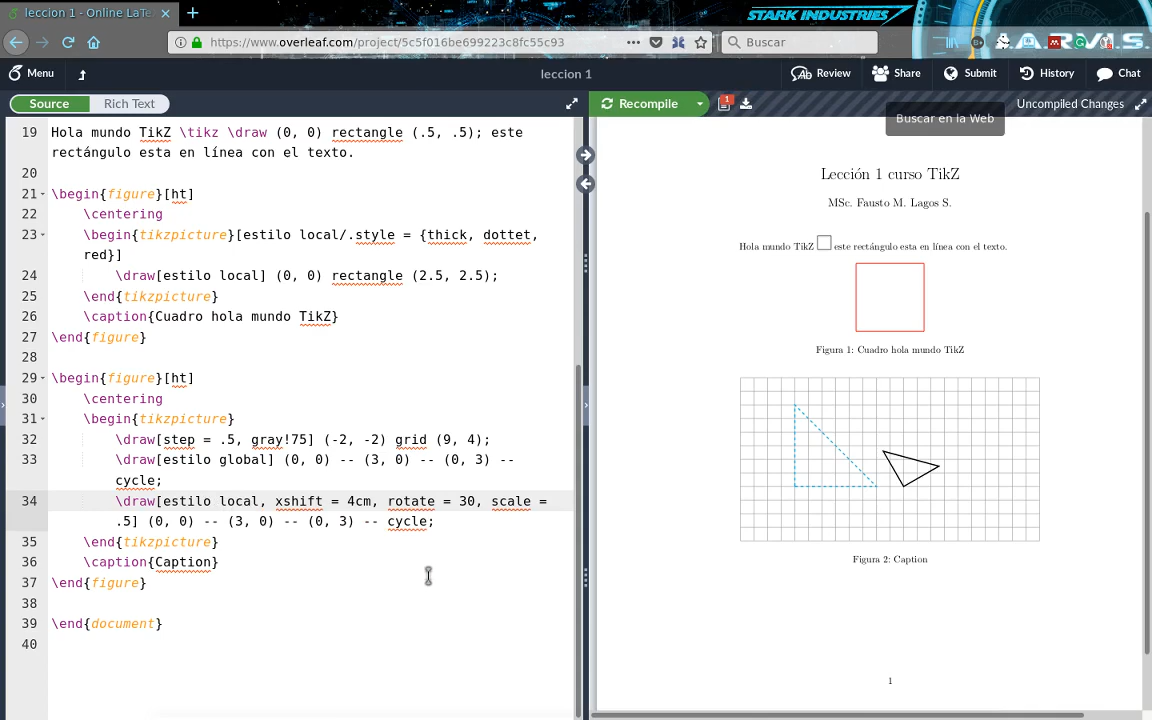 leccion 1 - Online LaTe
STARK INDUSTRIES
https://www.overleaf.com/project/5c5f016be699223c8fc55c93
Buscar
J.A.R.V.I.S.
Menu
leccion 1
Review
Share
Submit
History
Chat
Source
Rich Text
Recompile
1
Uncompiled Changes
Buscar en la Web
19 Hola mundo TikZ \tikz \draw (0, 0) rectangle (.5, .5); este
rectángulo esta en línea con el texto.
20
21 \begin{figure}[ht]
22 \centering
23 \begin{tikzpicture}[estilo local/.style = {thick, dottet,
red}]
24 \draw[estilo local] (0, 0) rectangle (2.5, 2.5);
25 \end{tikzpicture}
26 \caption{Cuadro hola mundo TikZ}
27 \end{figure}
28
29 \begin{figure}[ht]
30 \centering
31 \begin{tikzpicture}
32 \draw[step = .5, gray!75] (-2, -2) grid (9, 4);
33 \draw[estilo global] (0, 0) -- (3, 0) -- (0, 3) --
cycle;
34 \draw[estilo local, xshift = 4cm, rotate = 30, scale =
.5] (0, 0) -- (3, 0) -- (0, 3) -- cycle;
35 \end{tikzpicture}
36 \caption{Caption}
37 \end{figure}
38
39 \end{document}
40
Lección 1 curso TikZ
MSc. Fausto M. Lagos S.
Hola mundo TikZ este rectángulo esta en línea con el texto.
Figura 1: Cuadro hola mundo TikZ
Figura 2: Caption
1